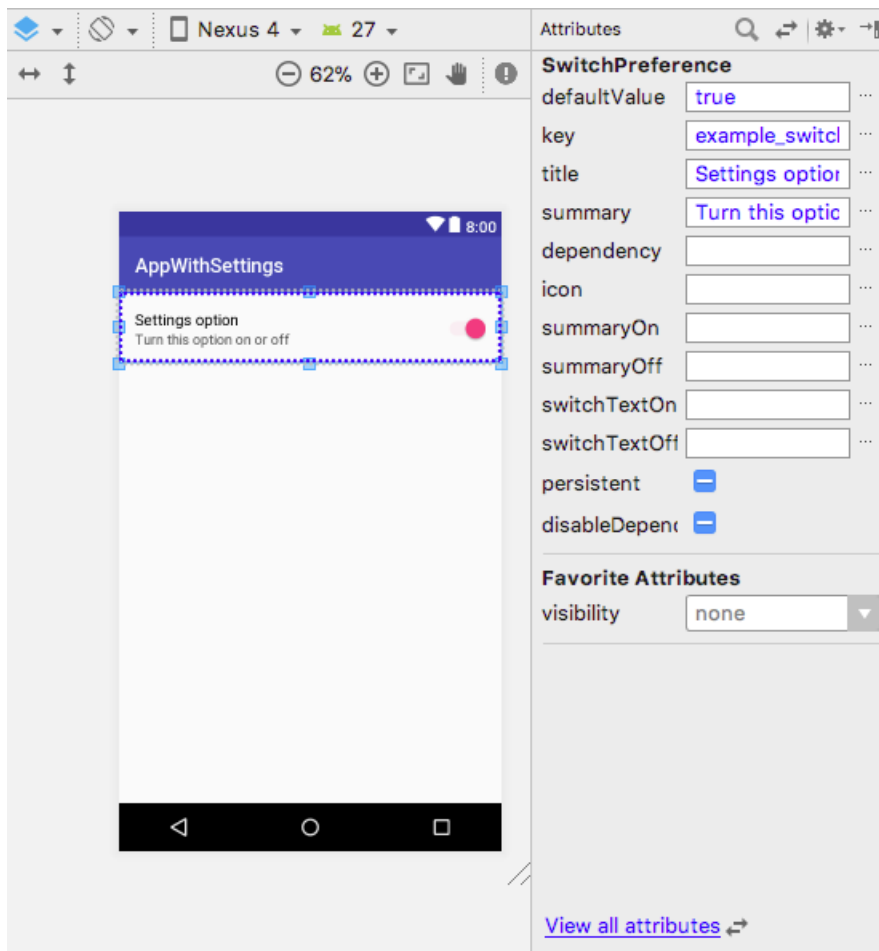 Nexus 4
27
Attributes
62%
SwitchPreference
defaultValue true
key example_switcl
title Settings option
summary Turn this optic
dependency
icon
summaryOn
summaryOff
switchTextOn
switchTextOff
persistent
disableDepend
8:00
AppWithSettings
Settings option
Turn this option on or off
Favorite Attributes
visibility none
View all attributes